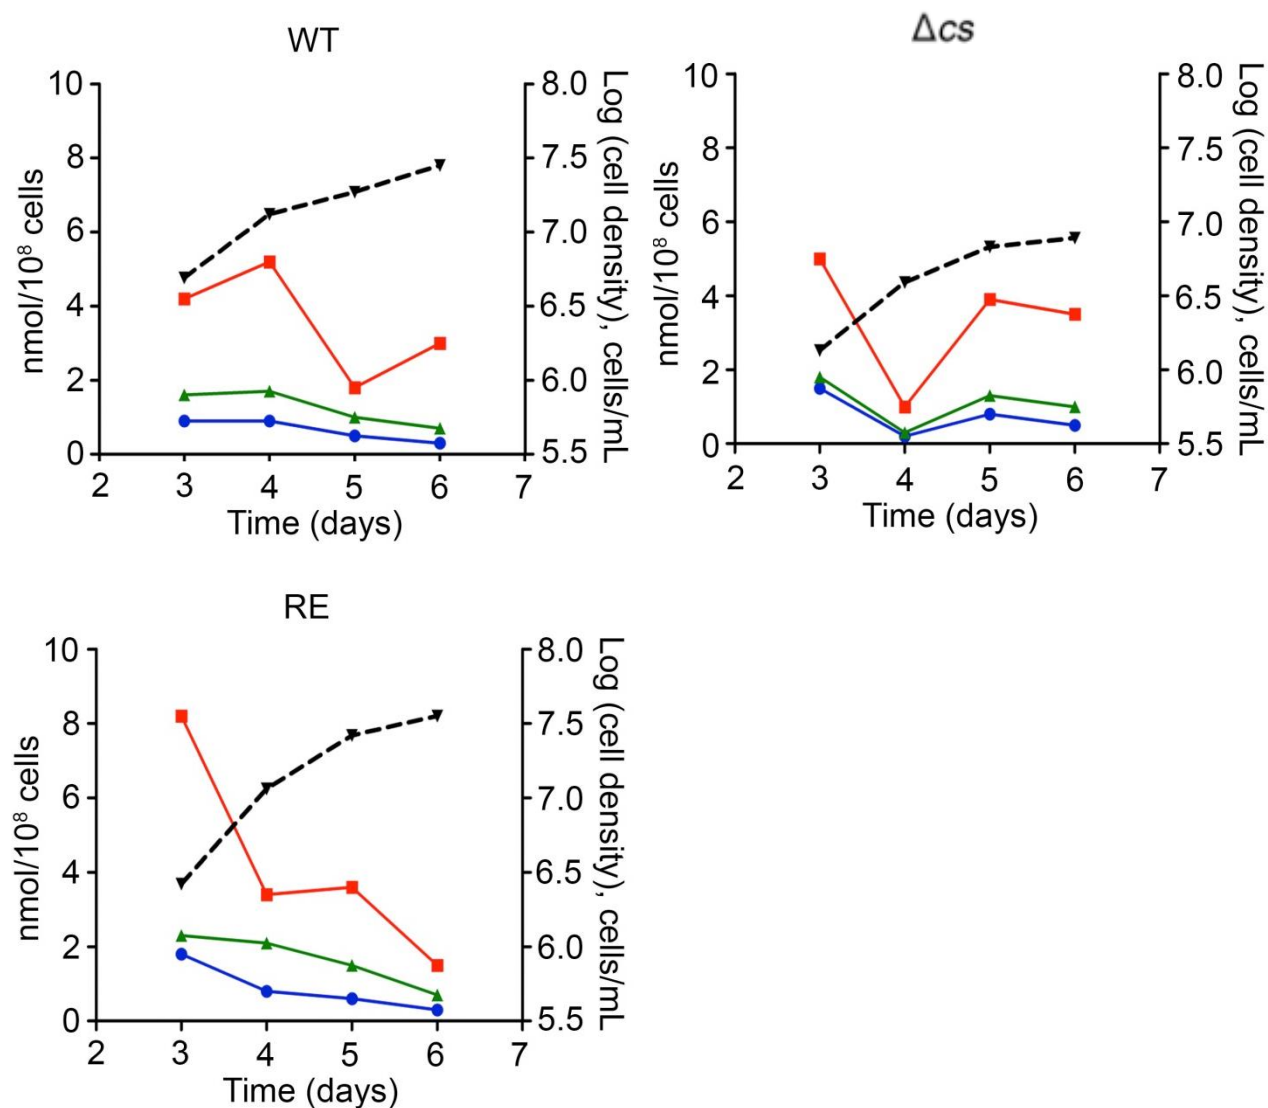 WT
10
8
6
4
2
0
nmol/10⁸ cells
8.0
7.5
7.0
6.5
6.0
5.5
Log (cell density), cells/mL
2 3 4 5 6 7
Time (days)
Δcs
10
8
6
4
2
0
nmol/10⁸ cells
8.0
7.5
7.0
6.5
6.0
5.5
Log (cell density), cells/mL
2 3 4 5 6 7
Time (days)
RE
10
8
6
4
2
0
nmol/10⁸ cells
8.0
7.5
7.0
6.5
6.0
5.5
Log (cell density), cells/mL
2 3 4 5 6 7
Time (days)